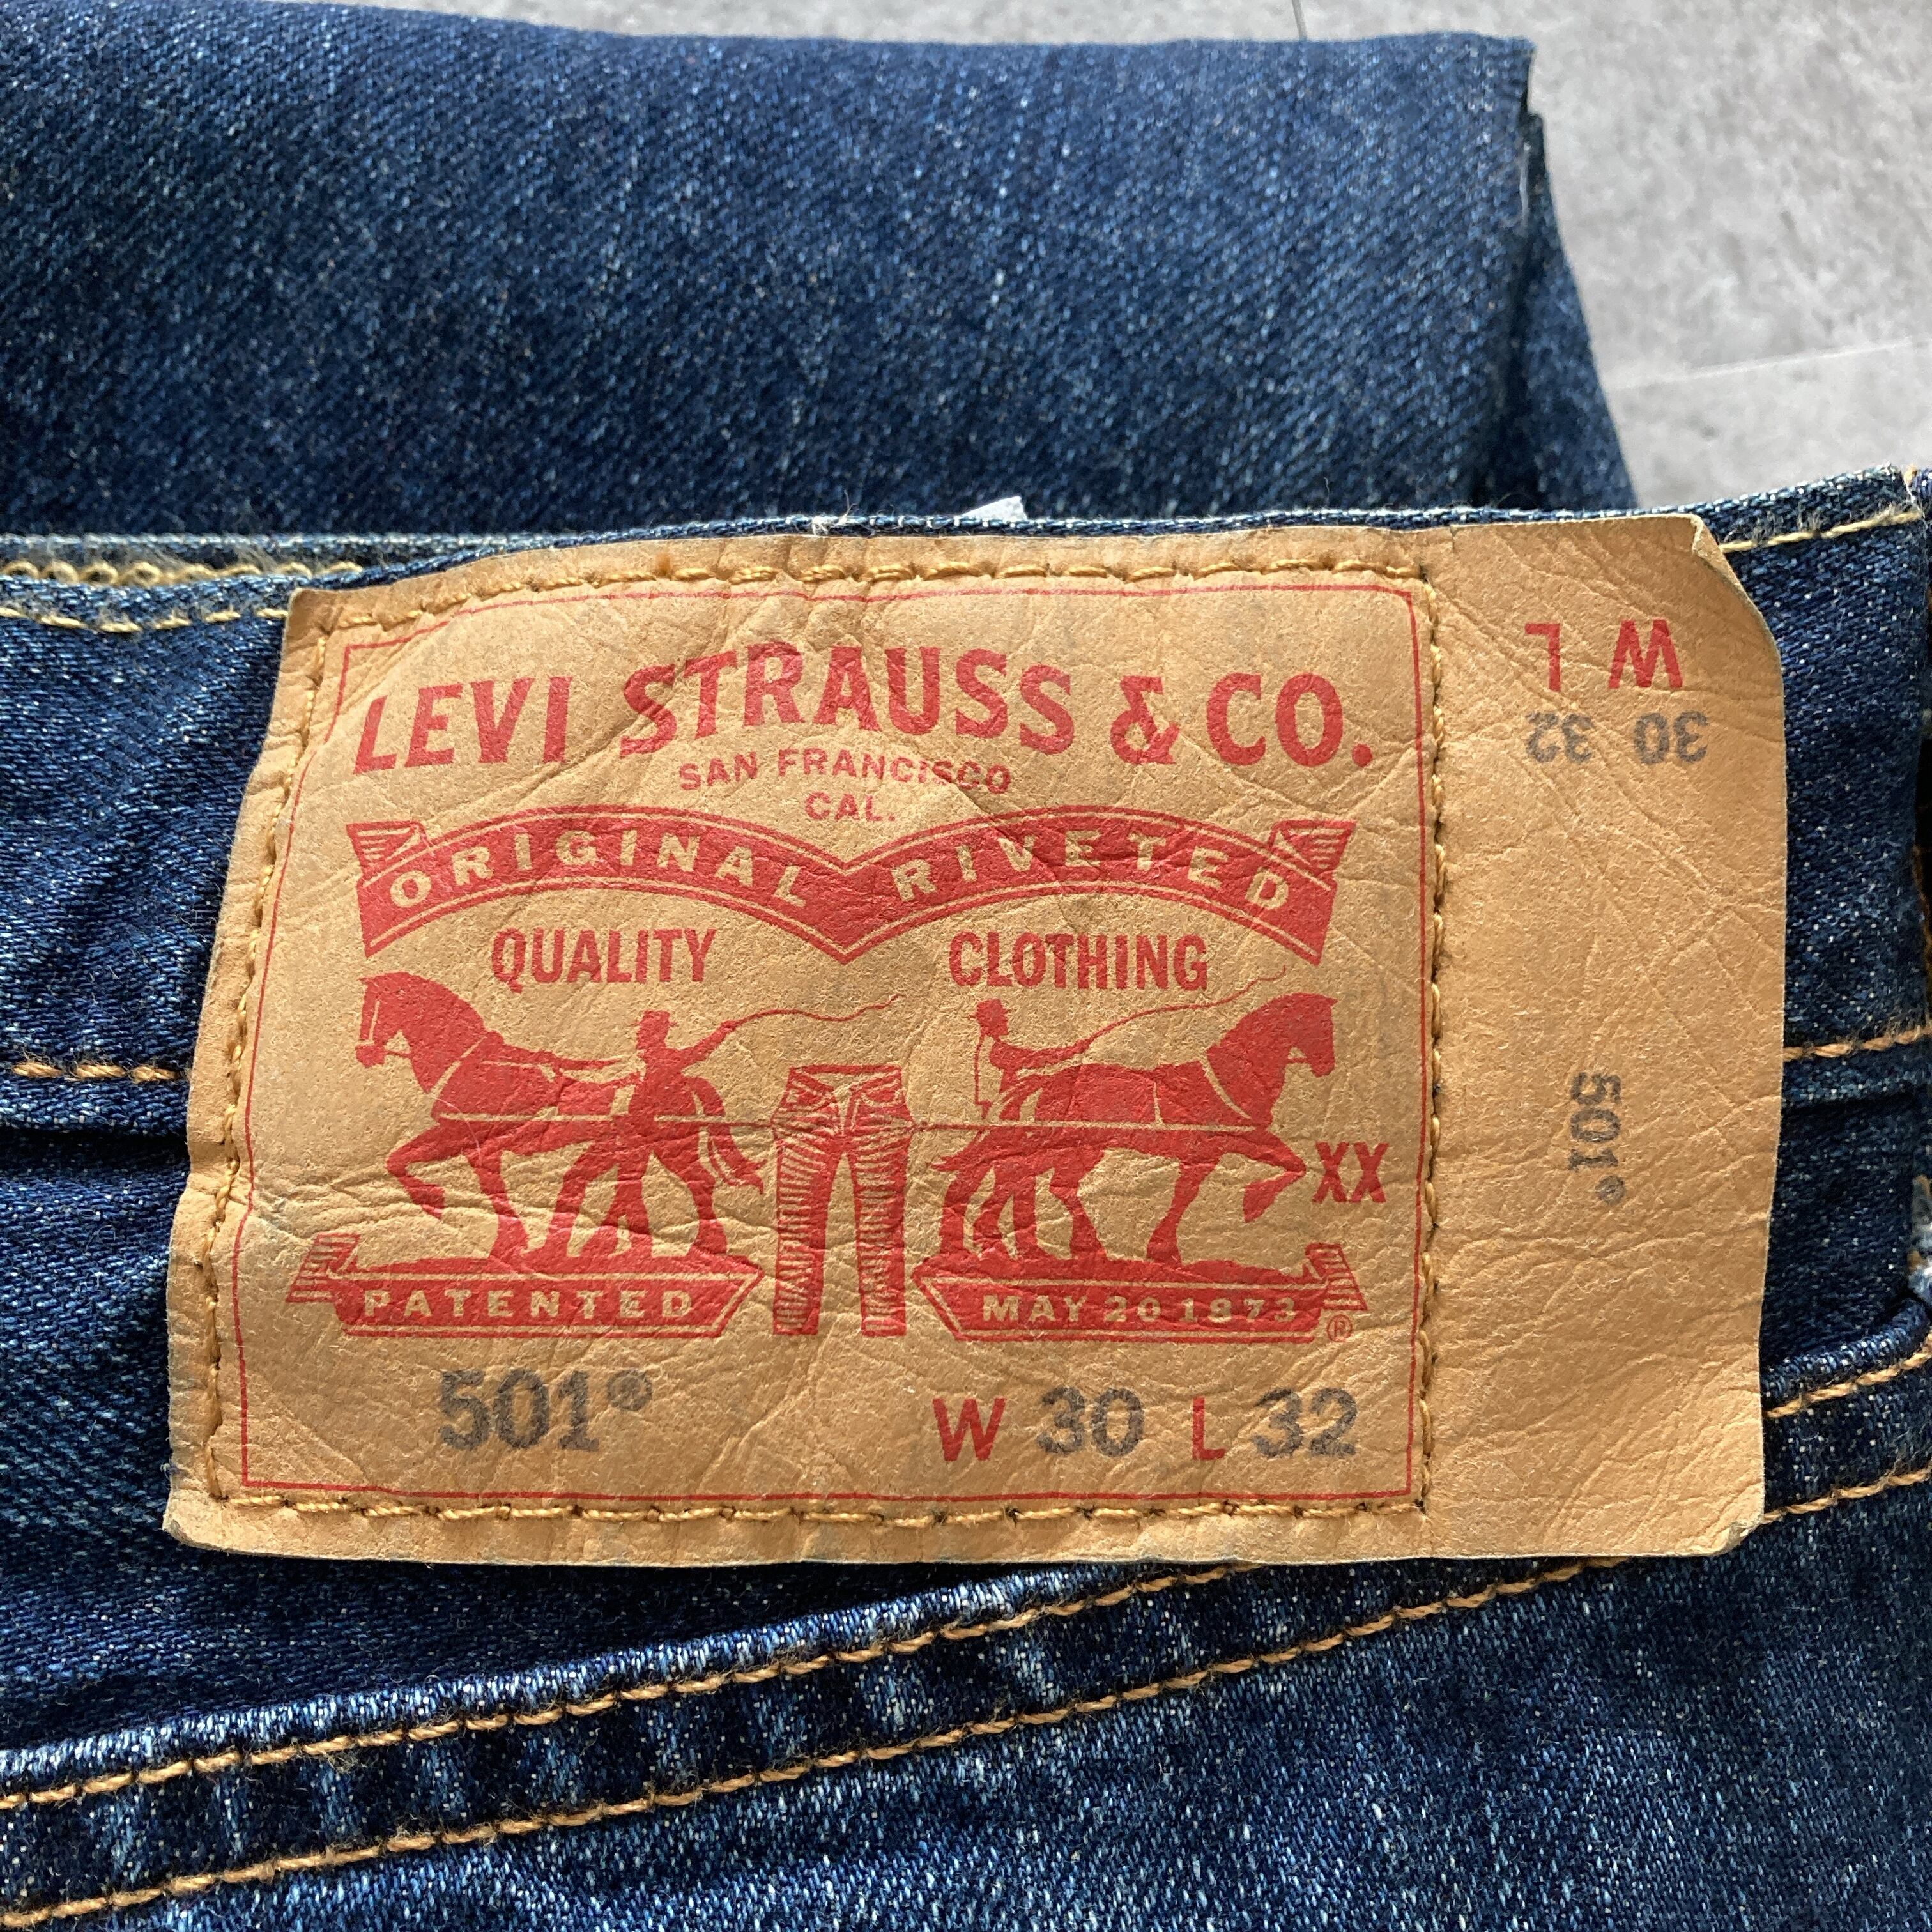 LEVI STRAUSS & CO.
SAN FRANCISCO
CAL.
ORIGINAL RIVETED
QUALITY CLOTHING
XX
PATENTED MAY 20 1873®
501® W 30 L 32
W L
30 32
501®